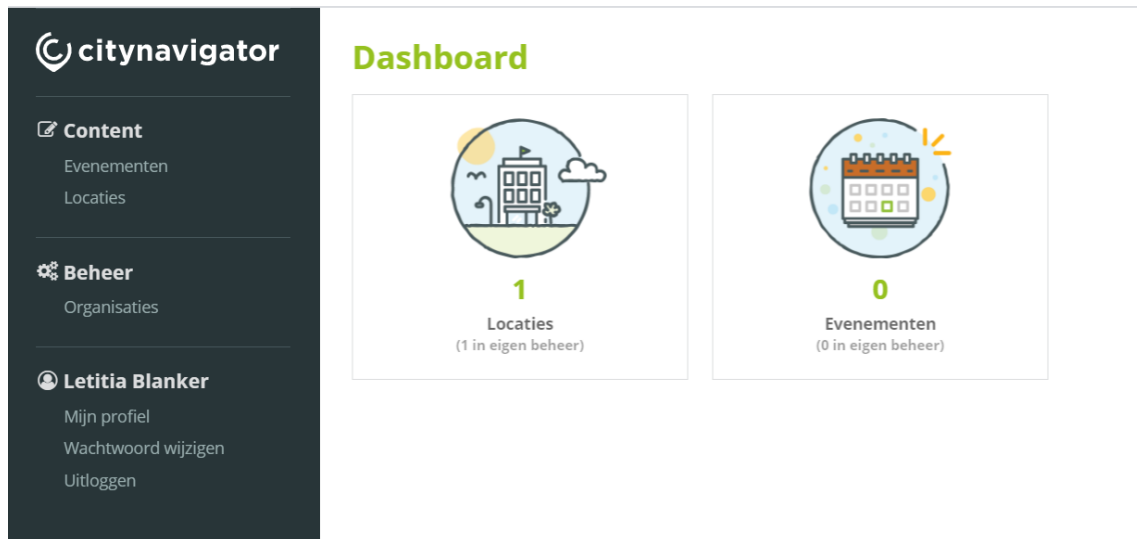 citynavigator
Content
Evenementen
Locaties
Beheer
Organisaties
Letitia Blanker
Mijn profiel
Wachtwoord wijzigen
Uitloggen
Dashboard
1
Locaties
(1 in eigen beheer)
0
Evenementen
(0 in eigen beheer)